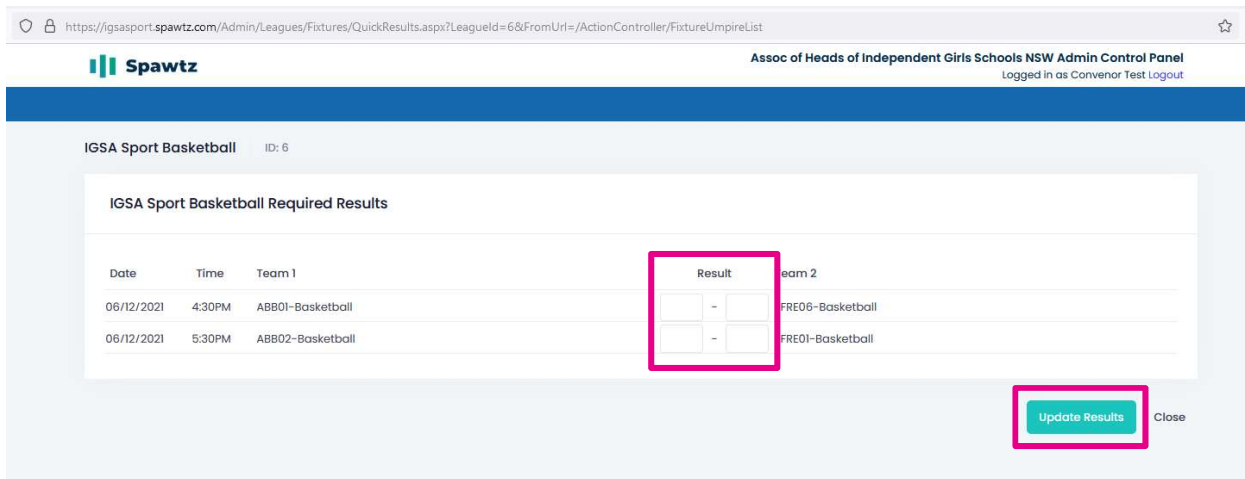 https://igsasport.spawtz.com/Admin/Leagues/Fixtures/QuickResults.aspx?LeagueId=6&FromUrl=/ActionController/FixtureUmpireList
Spawtz
Assoc of Heads of Independent Girls Schools NSW Admin Control Panel
Logged in as Convenor Test Logout
IGSA Sport Basketball ID: 6
IGSA Sport Basketball Required Results
Date Time Team 1 Result eam 2
06/12/2021 4:30PM ABB01-Basketball - FRE06-Basketball
06/12/2021 5:30PM ABB02-Basketball - FRE01-Basketball
Update Results Close